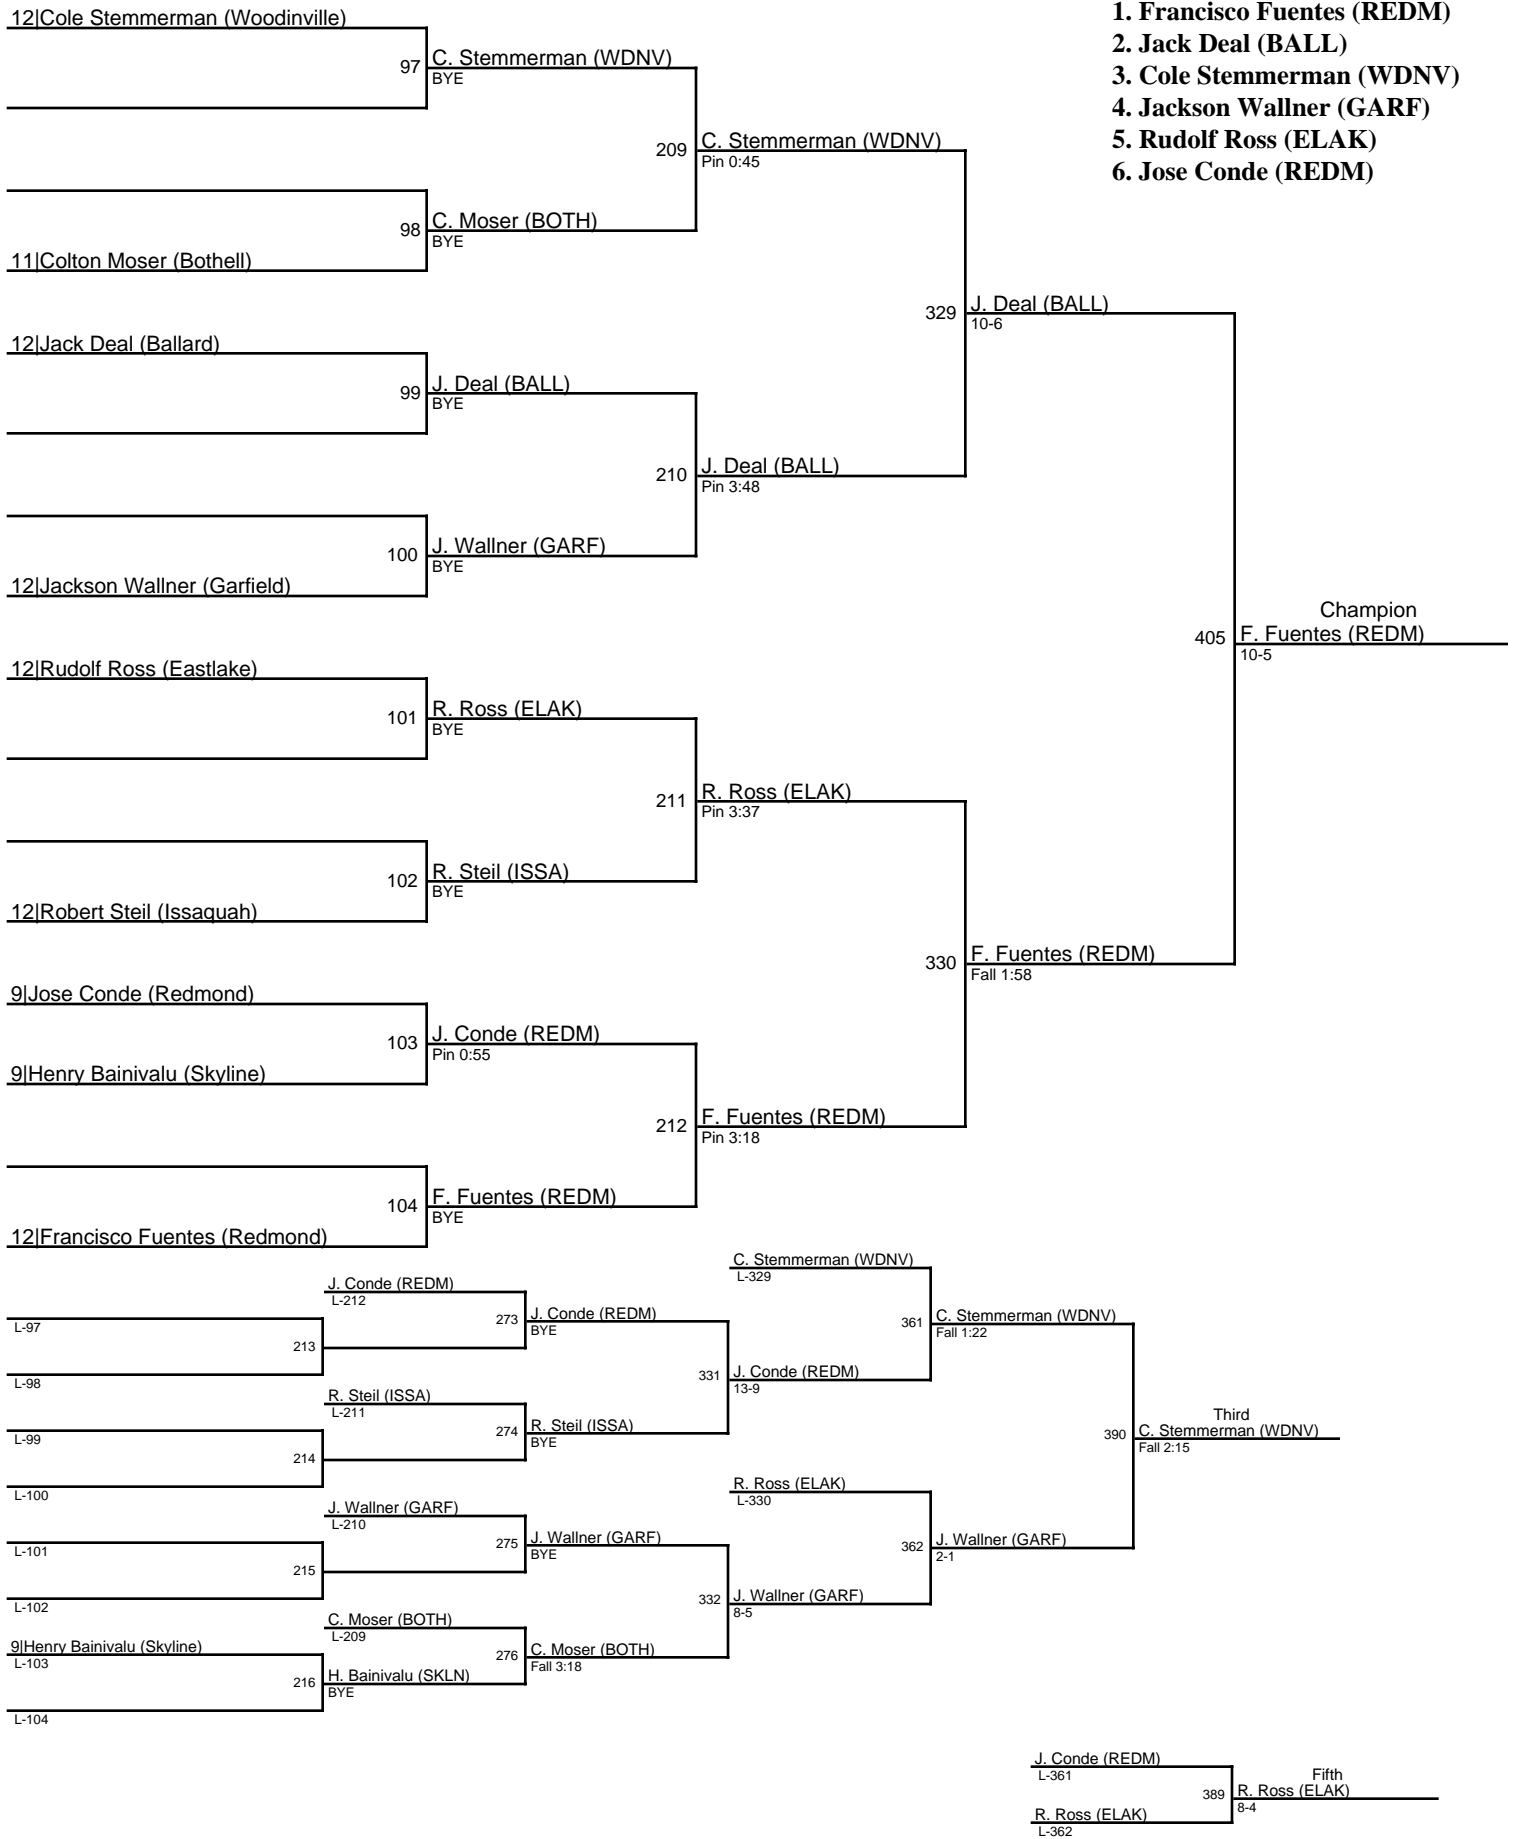 1. Francisco Fuentes (REDM)
2. Jack Deal (BALL)
3. Cole Stemmerman (WDNV)
4. Jackson Wallner (GARF)
5. Rudolf Ross (ELAK)
6. Jose Conde (REDM)
12|Cole Stemmerman (Woodinville)
97
C. Stemmerman (WDNV)
BYE
209
C. Stemmerman (WDNV)
Pin 0:45
98
C. Moser (BOTH)
BYE
11|Colton Moser (Bothell)
329
J. Deal (BALL)
10-6
12|Jack Deal (Ballard)
99
J. Deal (BALL)
BYE
210
J. Deal (BALL)
Pin 3:48
100
J. Wallner (GARF)
BYE
12|Jackson Wallner (Garfield)
Champion
405
F. Fuentes (REDM)
10-5
12|Rudolf Ross (Eastlake)
101
R. Ross (ELAK)
BYE
211
R. Ross (ELAK)
Pin 3:37
102
R. Steil (ISSA)
BYE
12|Robert Steil (Issaquah)
330
F. Fuentes (REDM)
Fall 1:58
9|Jose Conde (Redmond)
103
J. Conde (REDM)
Pin 0:55
9|Henry Bainivalu (Skyline)
212
F. Fuentes (REDM)
Pin 3:18
104
F. Fuentes (REDM)
BYE
12|Francisco Fuentes (Redmond)
C. Stemmerman (WDNV)
L-329
J. Conde (REDM)
L-212
273
J. Conde (REDM)
BYE
361
C. Stemmerman (WDNV)
Fall 1:22
L-97
213
L-98
331
J. Conde (REDM)
13-9
R. Steil (ISSA)
L-211
274
R. Steil (ISSA)
BYE
Third
390
C. Stemmerman (WDNV)
Fall 2:15
L-99
214
L-100
R. Ross (ELAK)
L-330
J. Wallner (GARF)
L-210
275
J. Wallner (GARF)
BYE
362
J. Wallner (GARF)
2-1
L-101
215
L-102
332
J. Wallner (GARF)
8-5
C. Moser (BOTH)
L-209
276
C. Moser (BOTH)
Fall 3:18
9|Henry Bainivalu (Skyline)
L-103
216
H. Bainivalu (SKLN)
BYE
L-104
J. Conde (REDM)
L-361
Fifth
389
R. Ross (ELAK)
8-4
R. Ross (ELAK)
L-362